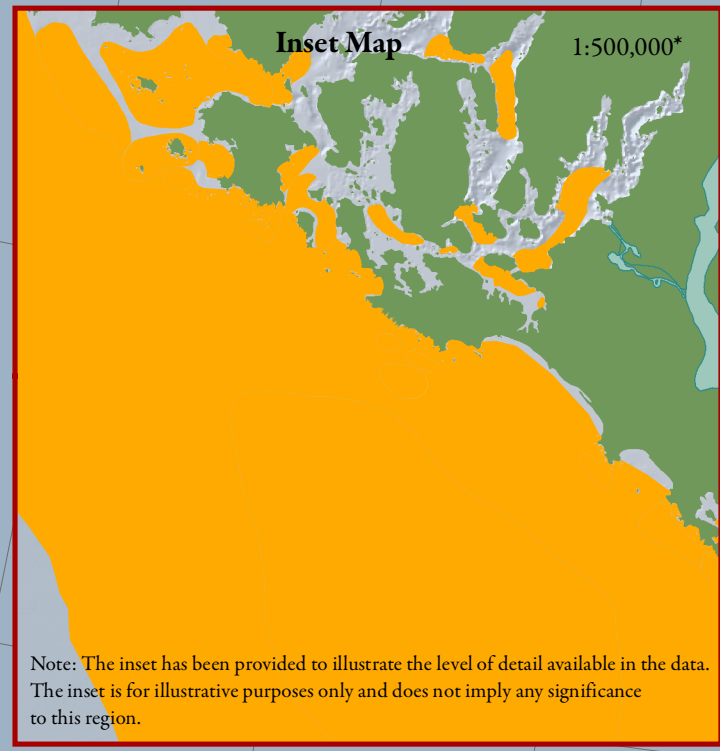 Inset Map
1:500,000*
Note: The inset has been provided to illustrate the level of detail available in the data.
The inset is for illustrative purposes only and does not imply any significance
to this region.